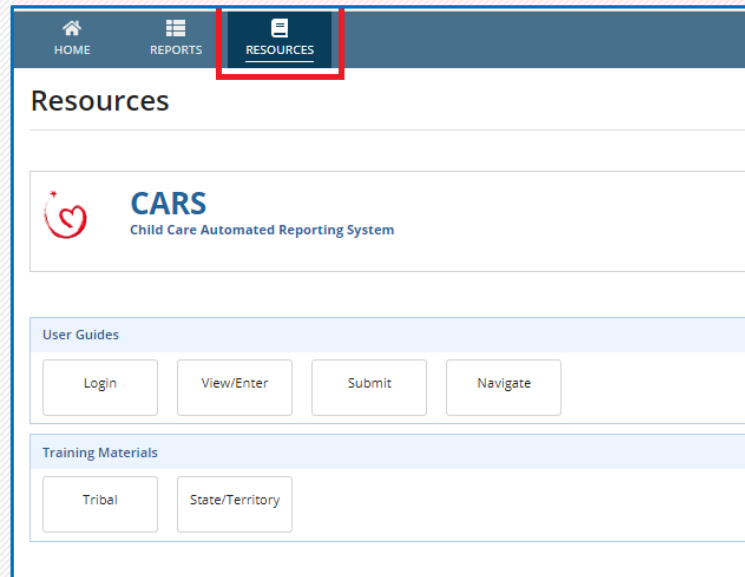 HOME REPORTS RESOURCES
Resources
CARS
Child Care Automated Reporting System
User Guides
Login View/Enter Submit Navigate
Training Materials
Tribal State/Territory